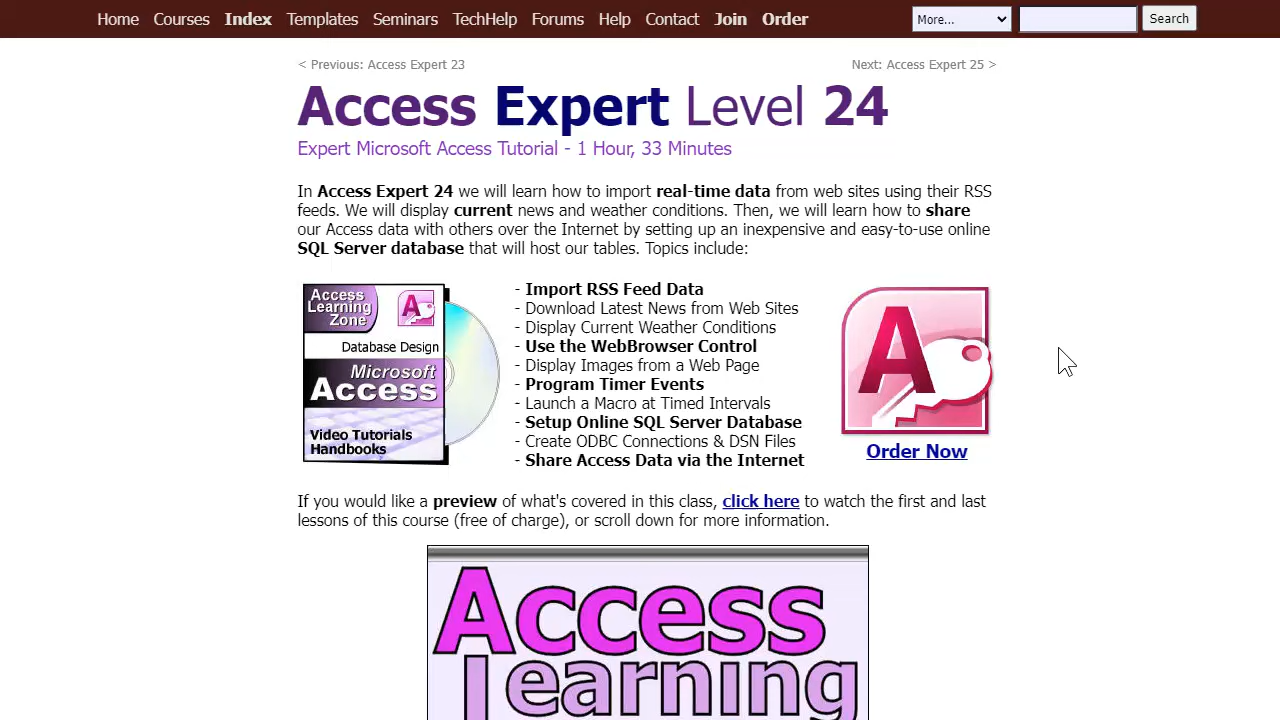 Home Courses Index Templates Seminars TechHelp Forums Help Contact Join Order More... Search
< Previous: Access Expert 23 Next: Access Expert 25 >
Access Expert Level 24
Expert Microsoft Access Tutorial - 1 Hour, 33 Minutes
In Access Expert 24 we will learn how to import real-time data from web sites using their RSS
feeds. We will display current news and weather conditions. Then, we will learn how to share
our Access data with others over the Internet by setting up an inexpensive and easy-to-use online
SQL Server database that will host our tables. Topics include:
Access
Learning
Zone
A
Database Design
Microsoft
Access
Video Tutorials
Handbooks
- Import RSS Feed Data
- Download Latest News from Web Sites
- Display Current Weather Conditions
- Use the WebBrowser Control
- Display Images from a Web Page
- Program Timer Events
- Launch a Macro at Timed Intervals
- Setup Online SQL Server Database
- Create ODBC Connections & DSN Files
- Share Access Data via the Internet
A
Order Now
If you would like a preview of what's covered in this class, click here to watch the first and last
lessons of this course (free of charge), or scroll down for more information.
Access
Learning